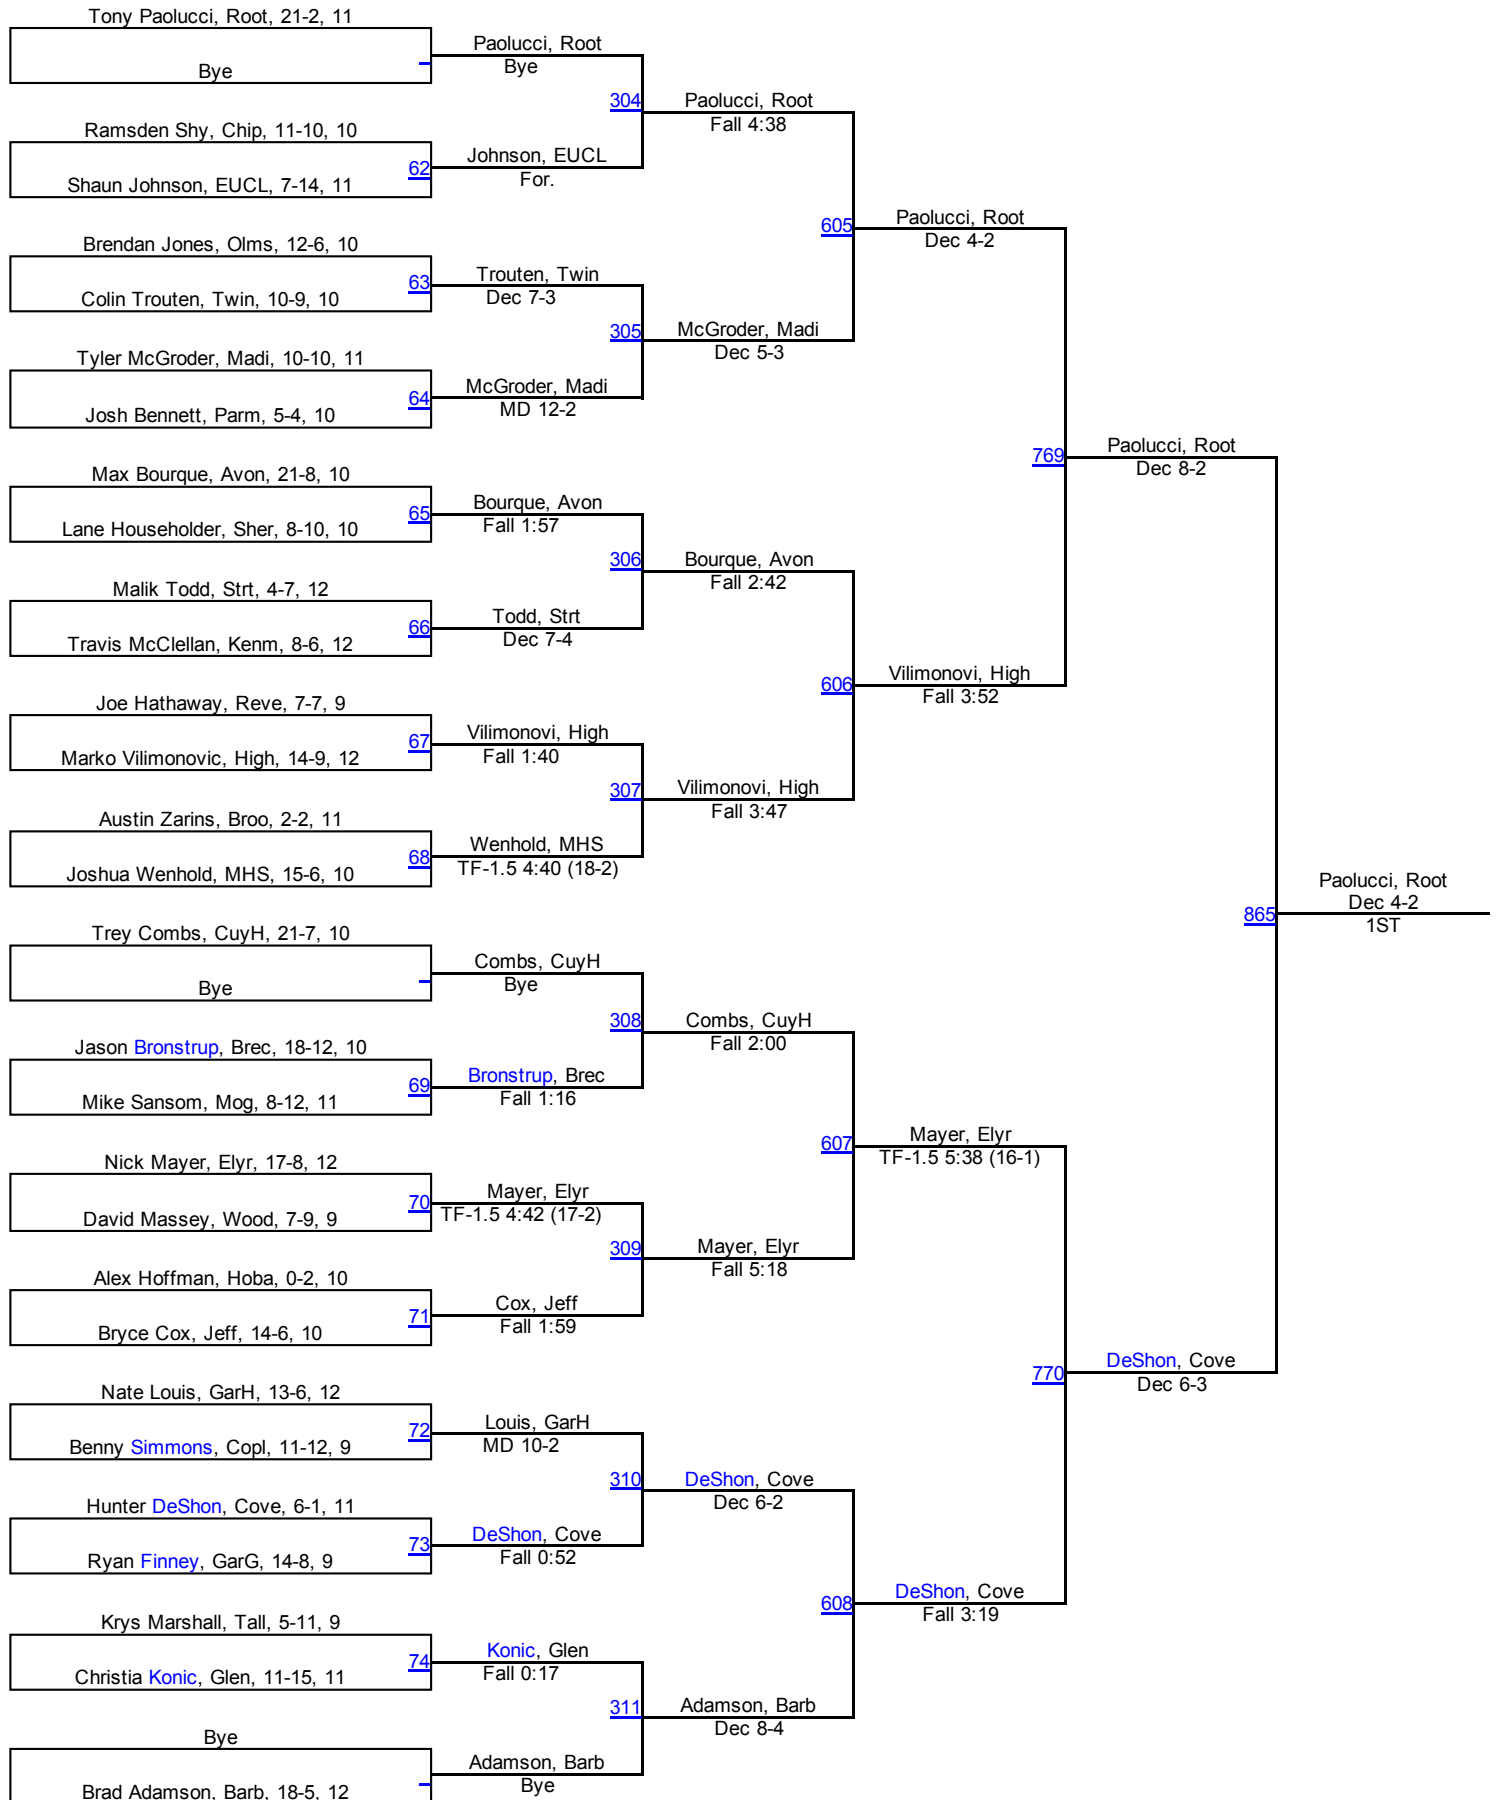 Tony Paolucci, Root, 21-2, 11
Bye
Paolucci, Root
Bye
304
Paolucci, Root
Fall 4:38
Ramsden Shy, Chip, 11-10, 10
Shaun Johnson, EUCL, 7-14, 11
62
Johnson, EUCL
For.
605
Paolucci, Root
Dec 4-2
Brendan Jones, Olms, 12-6, 10
Colin Trouten, Twin, 10-9, 10
63
Trouten, Twin
Dec 7-3
305
McGroder, Madi
Dec 5-3
Tyler McGroder, Madi, 10-10, 11
Josh Bennett, Parm, 5-4, 10
64
McGroder, Madi
MD 12-2
769
Paolucci, Root
Dec 8-2
Max Bourque, Avon, 21-8, 10
Lane Householder, Sher, 8-10, 10
65
Bourque, Avon
Fall 1:57
306
Bourque, Avon
Fall 2:42
Malik Todd, Strt, 4-7, 12
Travis McClellan, Kenm, 8-6, 12
66
Todd, Strt
Dec 7-4
606
Vilimonovi, High
Fall 3:52
Joe Hathaway, Reve, 7-7, 9
Marko Vilimonovic, High, 14-9, 12
67
Vilimonovi, High
Fall 1:40
307
Vilimonovi, High
Fall 3:47
Austin Zarins, Broo, 2-2, 11
Joshua Wenhold, MHS, 15-6, 10
68
Wenhold, MHS
TF-1.5 4:40 (18-2)
865
Paolucci, Root
Dec 4-2
1ST
Trey Combs, CuyH, 21-7, 10
Bye
Combs, CuyH
Bye
308
Combs, CuyH
Fall 2:00
Jason Bronstrup, Brec, 18-12, 10
Mike Sansom, Mog, 8-12, 11
69
Bronstrup, Brec
Fall 1:16
607
Mayer, Elyr
TF-1.5 5:38 (16-1)
Nick Mayer, Elyr, 17-8, 12
David Massey, Wood, 7-9, 9
70
Mayer, Elyr
TF-1.5 4:42 (17-2)
309
Mayer, Elyr
Fall 5:18
Alex Hoffman, Hoba, 0-2, 10
Bryce Cox, Jeff, 14-6, 10
71
Cox, Jeff
Fall 1:59
770
DeShon, Cove
Dec 6-3
Nate Louis, GarH, 13-6, 12
Benny Simmons, Copl, 11-12, 9
72
Louis, GarH
MD 10-2
310
DeShon, Cove
Dec 6-2
Hunter DeShon, Cove, 6-1, 11
Ryan Finney, GarG, 14-8, 9
73
DeShon, Cove
Fall 0:52
608
DeShon, Cove
Fall 3:19
Krys Marshall, Tall, 5-11, 9
Christia Konic, Glen, 11-15, 11
74
Konic, Glen
Fall 0:17
311
Adamson, Barb
Dec 8-4
Bye
Brad Adamson, Barb, 18-5, 12
Adamson, Barb
Bye